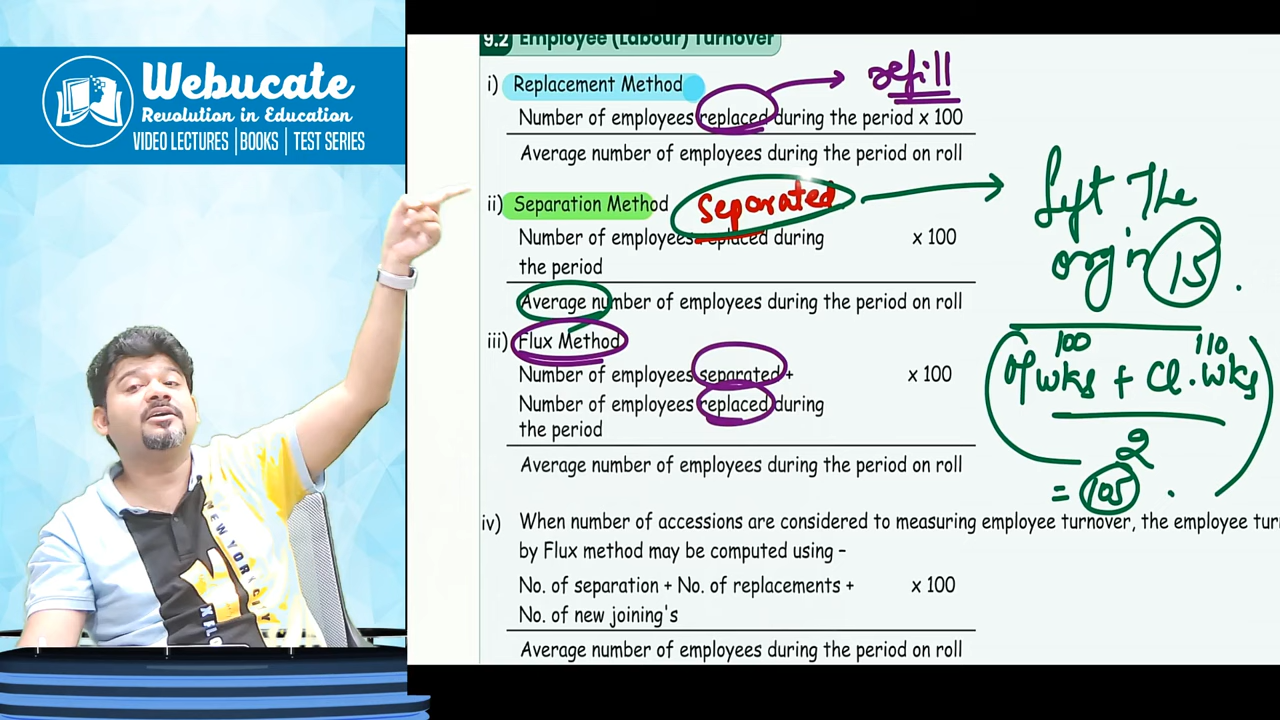 Webucate
Revolution in Education
VIDEO LECTURES | BOOKS | TEST SERIES
9.2 Employee (Labour) Turnover
i) Replacement Method
refill
Number of employees replaced during the period x 100
Average number of employees during the period on roll
ii) Separation Method
Separated
Left The
orgin 15.
Number of employees replaced during x 100
the period
Average number of employees during the period on roll
iii) Flux Method
100 110
Wks + Cl. Wks
2
= 105.
Number of employees separated + x 100
Number of employees replaced during
the period
Average number of employees during the period on roll
iv) When number of accessions are considered to measuring employee turnover, the employee
by Flux method may be computed using –
No. of separation + No. of replacements + x 100
No. of new joining's
Average number of employees during the period on roll
NEW YORK CITY